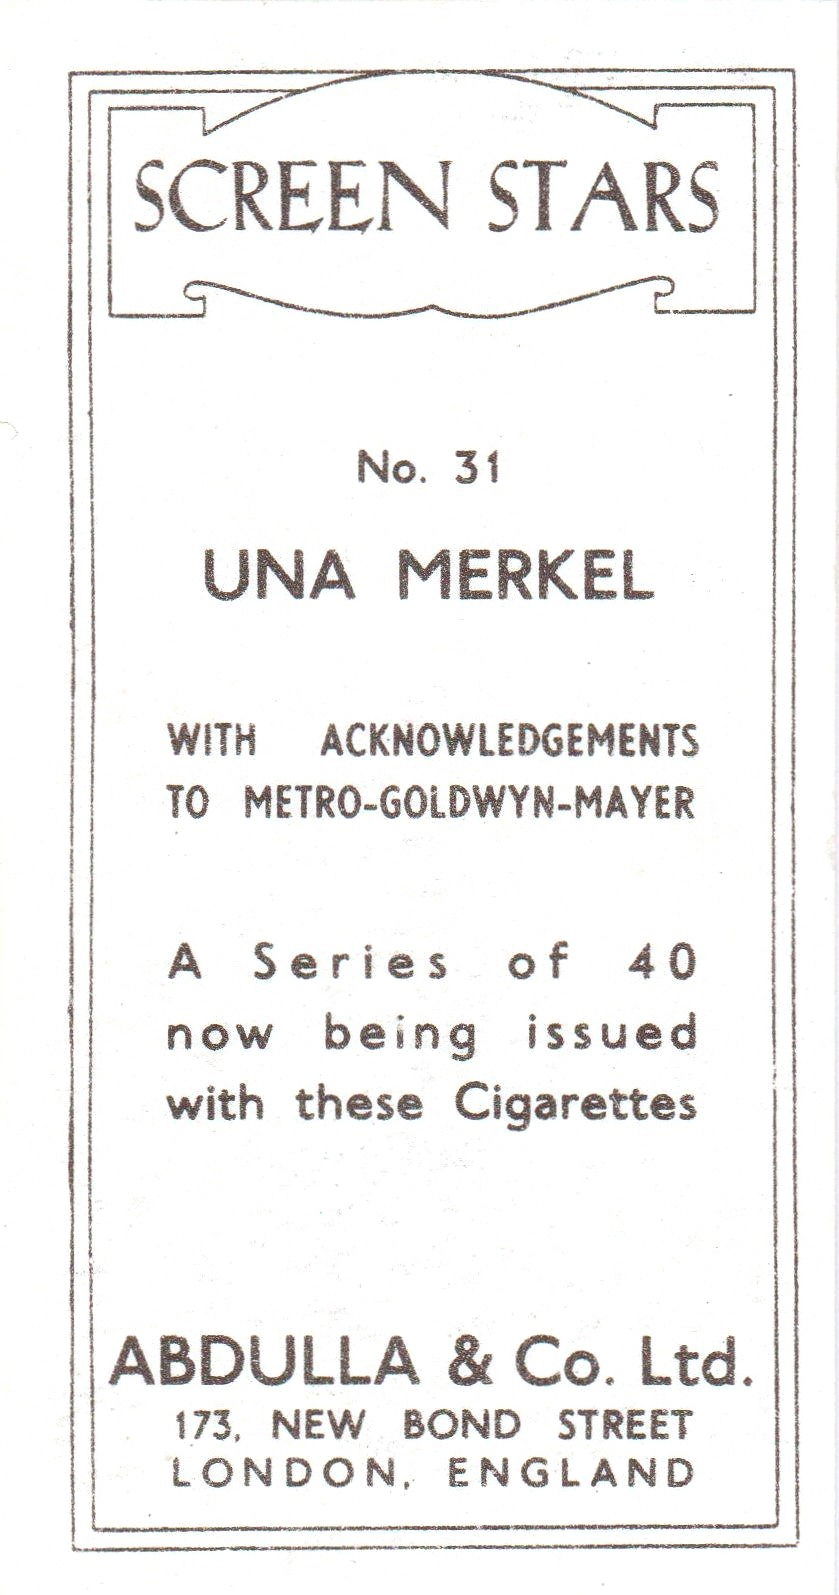 SCREEN STARS
No. 31
UNA MERKEL
WITH ACKNOWLEDGEMENTS
TO METRO-GOLDWYN-MAYER
A Series of 40
now being issued
with these Cigarettes
ABDULLA & Co. Ltd.
173, NEW BOND STREET
LONDON, ENGLAND